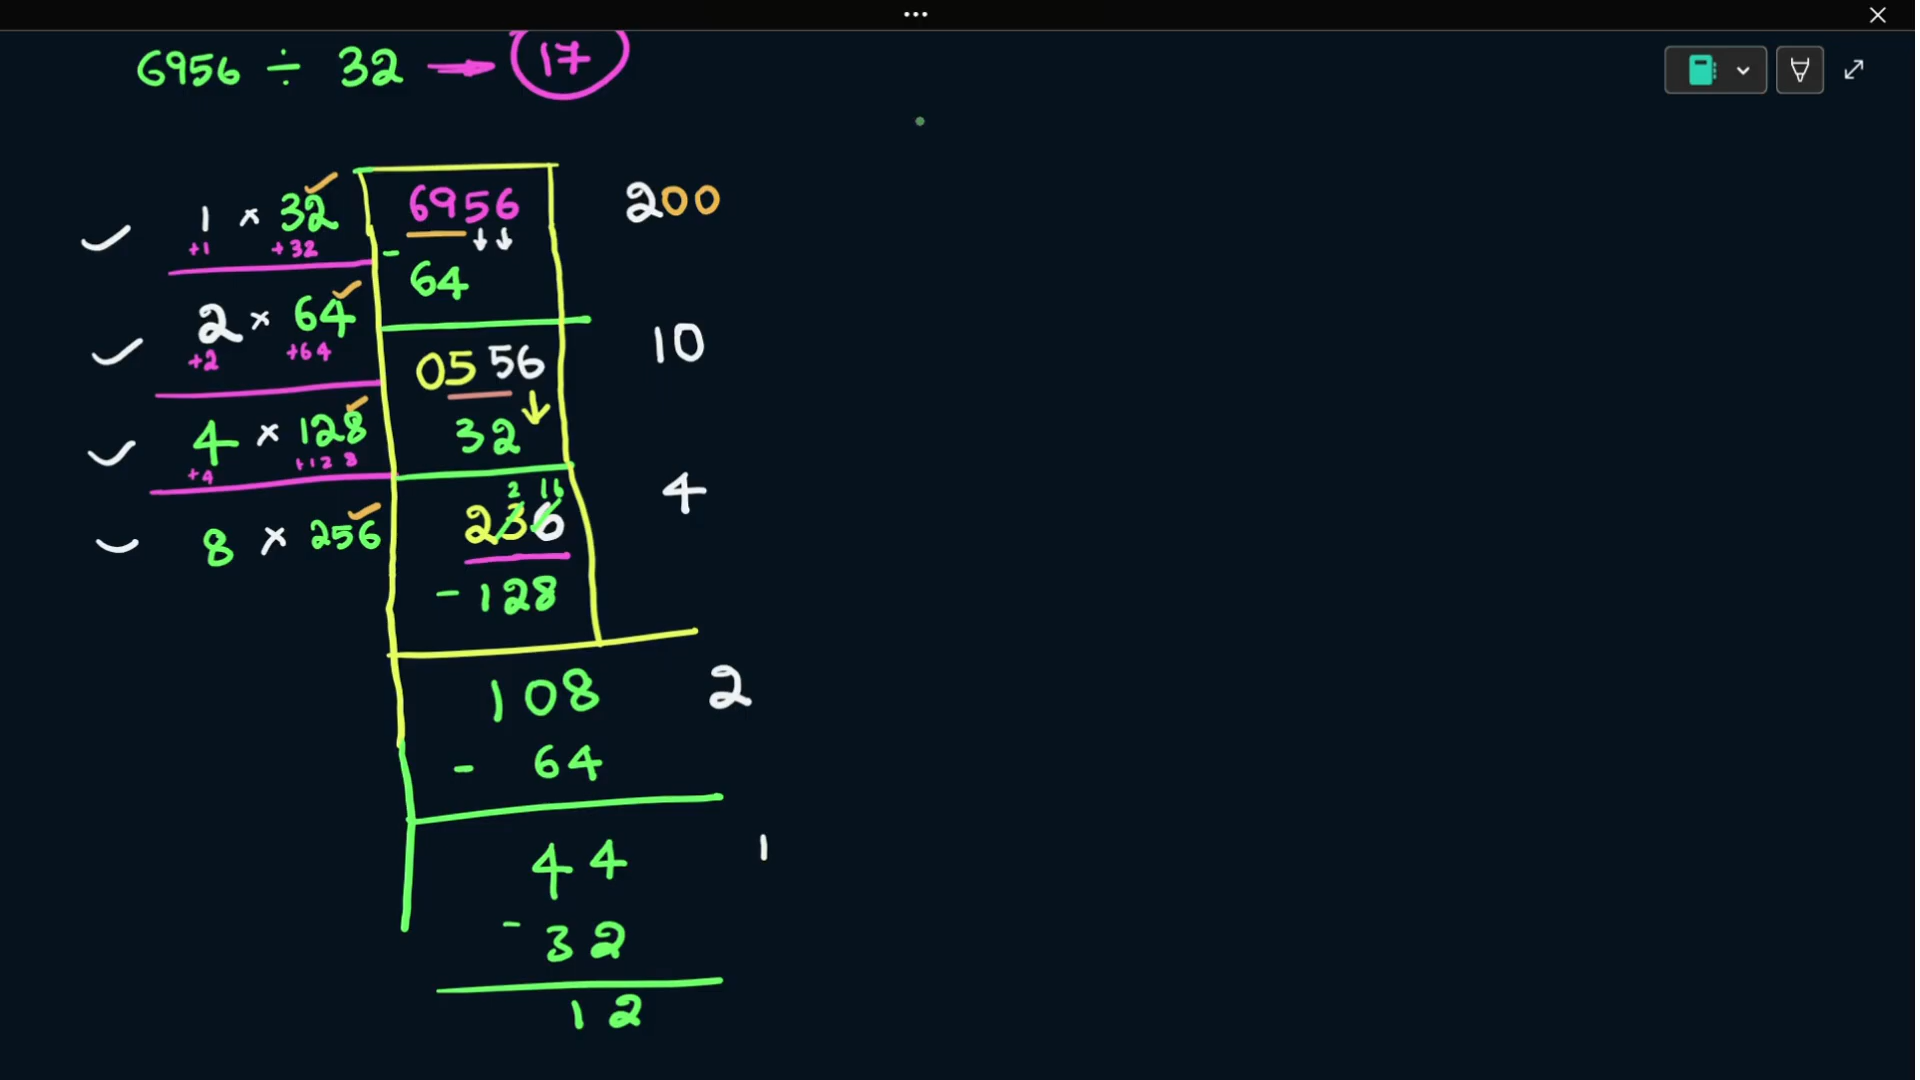 6956 ÷ 32 → 17
1 × 32 6956 200
+1 +32
- 64
2 × 64
+2 +64
0556 10
4 × 128 32
+4 +128
2 16
8 × 256 236 4
- 128
108 2
- 64
44 1
- 32
12